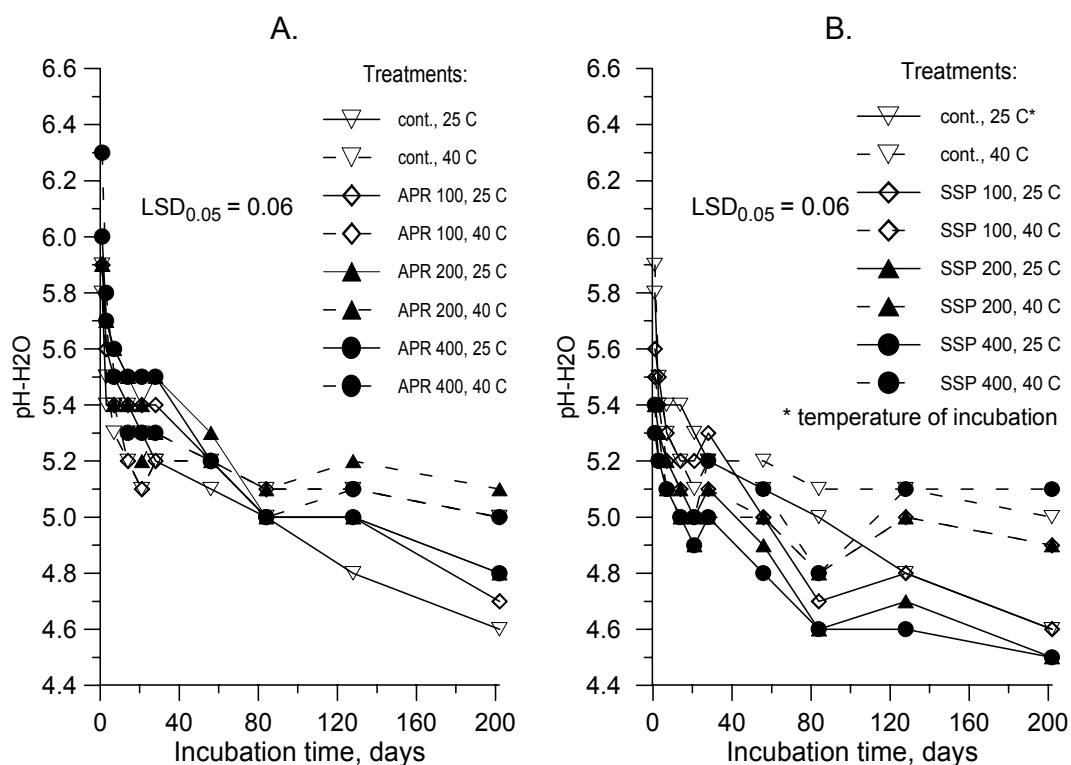 A.
6.6
6.4
6.2
6.0
5.8
5.6
5.4
5.2
5.0
4.8
4.6
4.4
pH-H2O
0
40
80
120
160
200
Incubation time, days
Treatments:
cont., 25 C
cont., 40 C
APR 100, 25 C
APR 100, 40 C
APR 200, 25 C
APR 200, 40 C
APR 400, 25 C
APR 400, 40 C
LSD0.05 = 0.06
B.
6.6
6.4
6.2
6.0
5.8
5.6
5.4
5.2
5.0
4.8
4.6
4.4
pH-H2O
0
40
80
120
160
200
Incubation time, days
Treatments:
cont., 25 C*
cont., 40 C
SSP 100, 25 C
SSP 100, 40 C
SSP 200, 25 C
SSP 200, 40 C
SSP 400, 25 C
SSP 400, 40 C
* temperature of incubation
LSD0.05 = 0.06